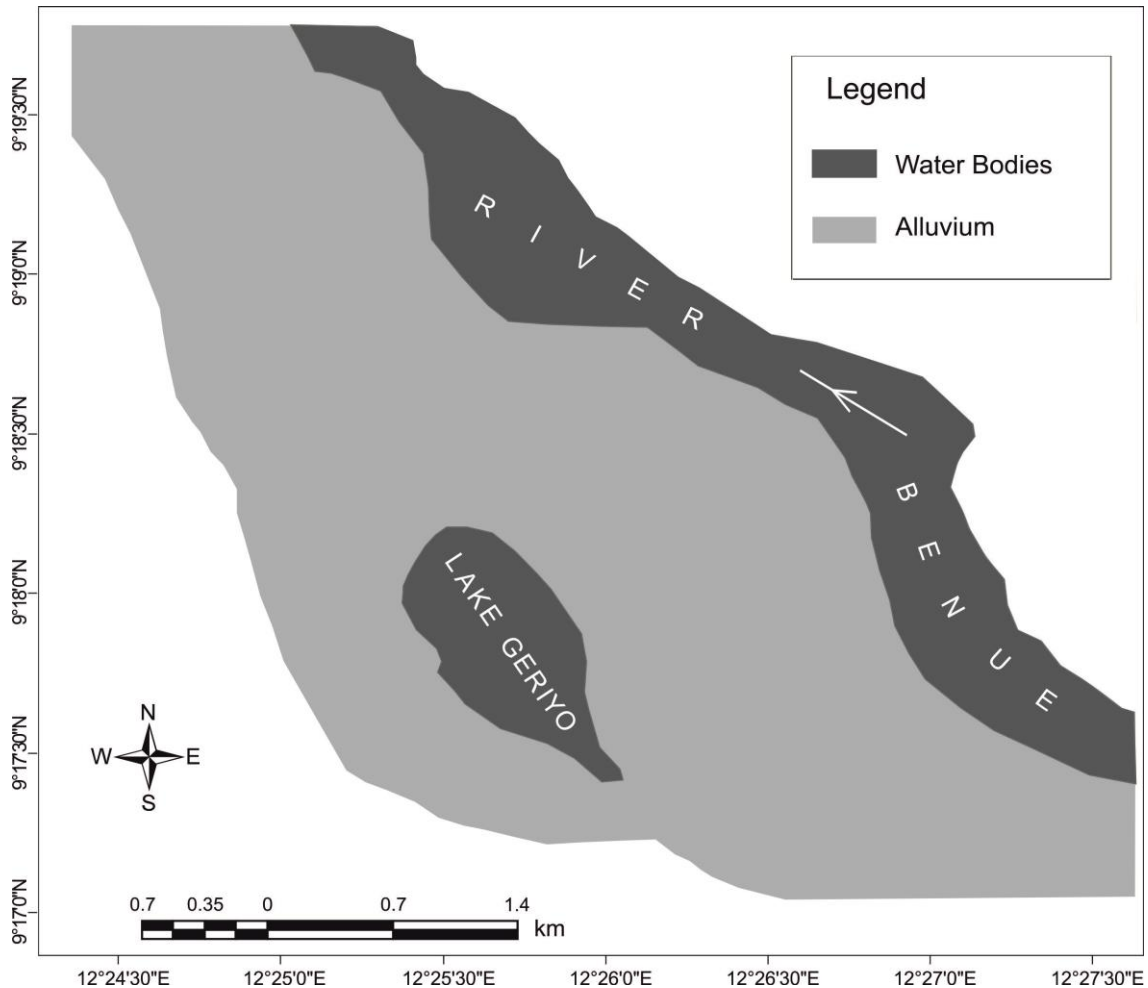 Legend
Water Bodies
Alluvium
RIVER
BENUE
LAKE GERIYO
N
W E
S
0.7 0.35 0 0.7 1.4
km
9°19'30"N
9°19'0"N
9°18'30"N
9°18'0"N
9°17'30"N
9°17'0"N
12°24'30"E 12°25'0"E 12°25'30"E 12°26'0"E 12°26'30"E 12°27'0"E 12°27'30"E